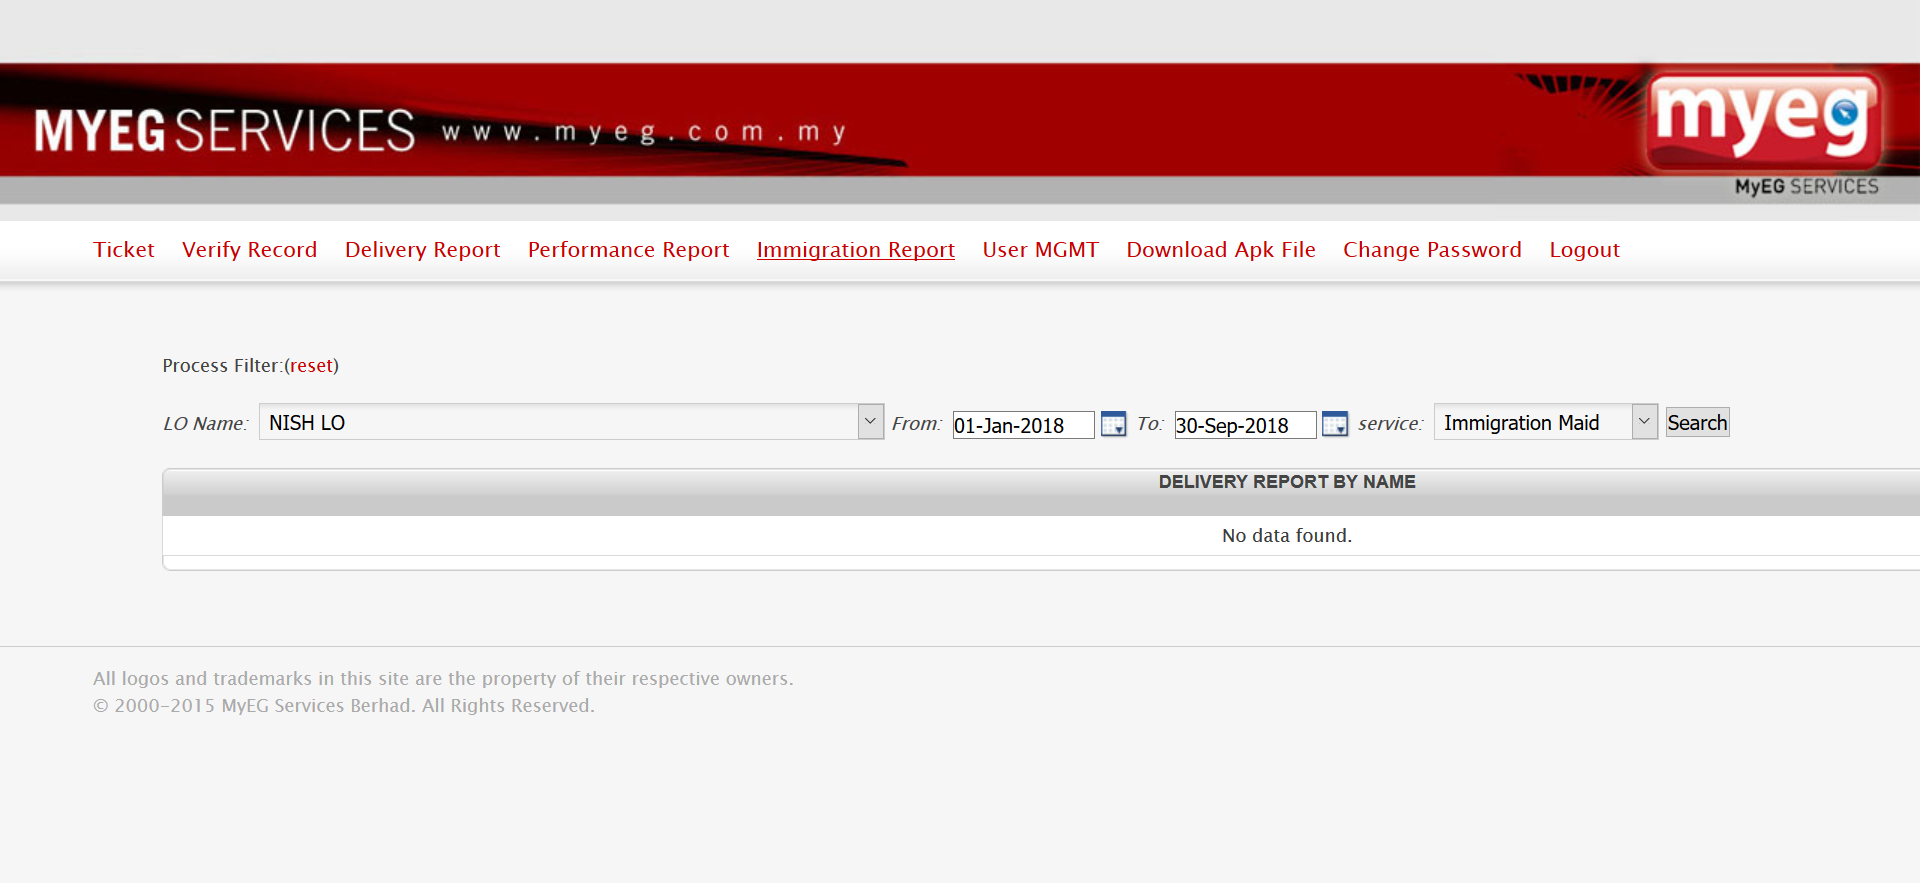 MYEG SERVICES www.myeg.com.my
myeg
MyEG SERVICES
Ticket Verify Record Delivery Report Performance Report Immigration Report User MGMT Download Apk File Change Password Logout
Process Filter:(reset)
LO Name: NISH LO From: 01-Jan-2018 To: 30-Sep-2018 service: Immigration Maid Search
DELIVERY REPORT BY NAME
No data found.
All logos and trademarks in this site are the property of their respective owners.
© 2000-2015 MyEG Services Berhad. All Rights Reserved.